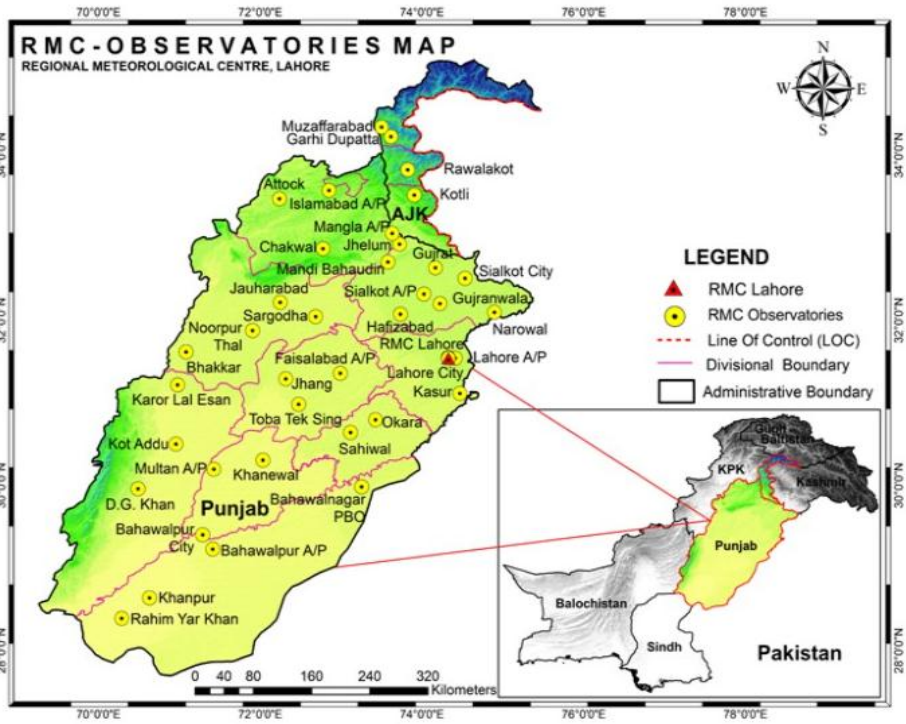 70°0'0"E 72°0'0"E 74°0'0"E 76°0'0"E 78°0'0"E
RMC-OBSERVATORIES MAP
REGIONAL METEOROLOGICAL CENTRE, LAHORE
N
W E
S
34°0'0"N
32°0'0"N
30°0'0"N
28°0'0"N
34°0'0"N
32°0'0"N
30°0'0"N
28°0'0"N
Muzaffarabad
Garhi Dupatta
Rawalakot
Attock
Islamabad A/P
Kotli
AJK
Mangla A/P
Chakwal
Jhelum
Gujrat
Mandi Bahaudin
Sialkot City
Jauharabad
Sialkot A/P
Gujranwala
Sargodha
Hafizabad
Narowal
Noorpur
Thal
RMC Lahore
Lahore A/P
Bhakkar
Faisalabad A/P
Lahore City
Karor Lal Esan
Jhang
Kasur
Toba Tek Sing
Okara
Kot Addu
Sahiwal
Multan A/P
Khanewal
D.G. Khan
Punjab
Bahawalnagar
PBO
Bahawalpur
City
Bahawalpur A/P
Khanpur
Rahim Yar Khan
0 40 80 160 240 320
Kilometers
LEGEND
RMC Lahore
RMC Observatories
Line Of Control (LOC)
Divisional Boundary
Administrative Boundary
Baltistan
KPK
Kashmir
Punjab
Balochistan
Sindh
Pakistan
70°0'0"E 72°0'0"E 74°0'0"E 76°0'0"E 78°0'0"E